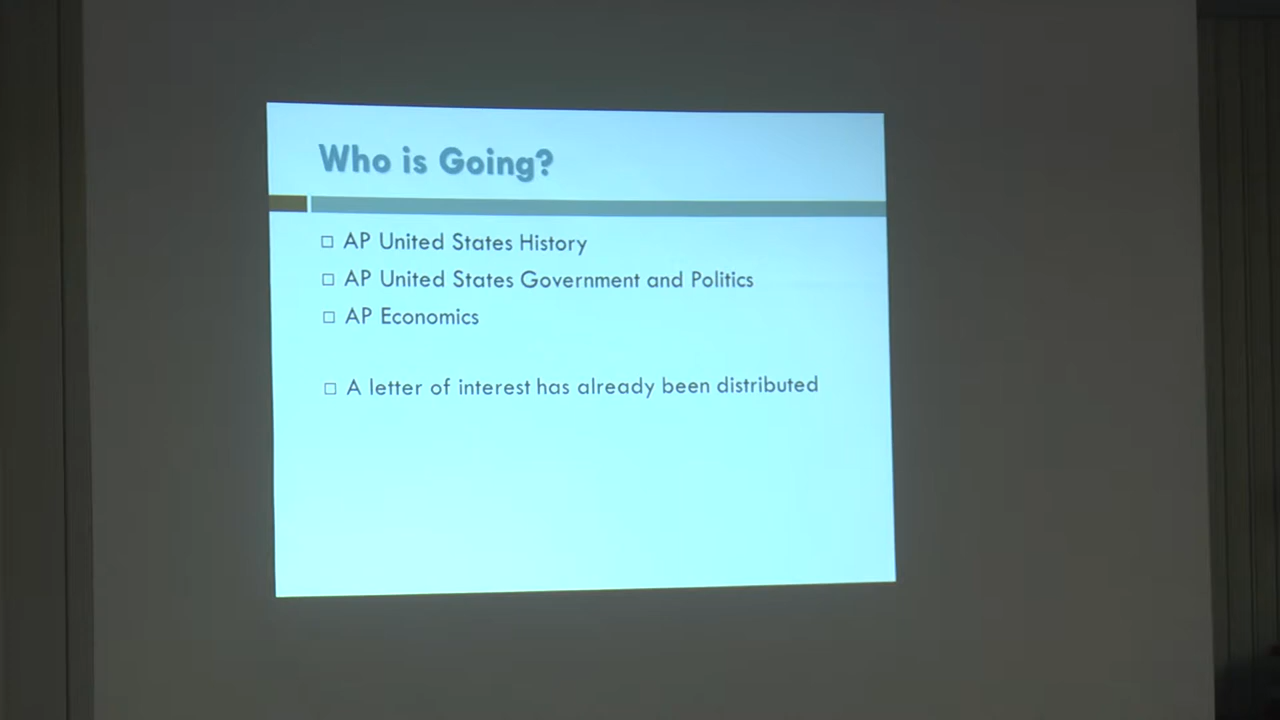 Who is Going?
AP United States History
AP United States Government and Politics
AP Economics
A letter of interest has already been distributed